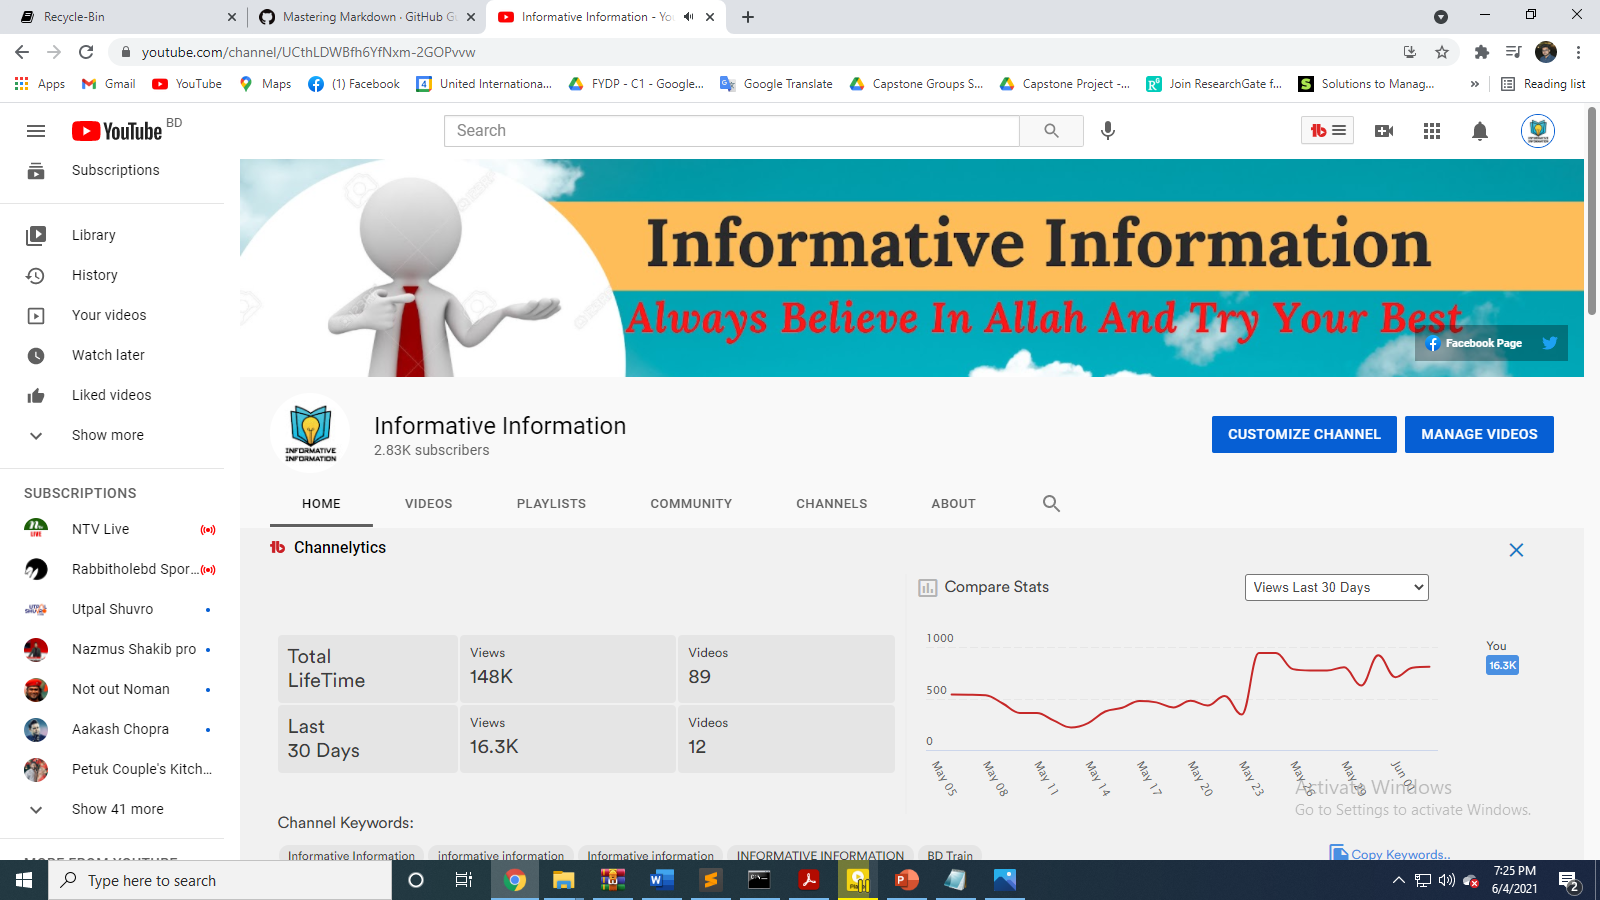 Recycle-Bin
Mastering Markdown · GitHub Gu
Informative Information - You
youtube.com/channel/UCthLDWBfh6YfNxm-2GOPvvw
Apps
Gmail
YouTube
Maps
(1) Facebook
United Internationa...
FYDP - C1 - Google...
Google Translate
Capstone Groups S...
Capstone Project -...
Join ResearchGate f...
Solutions to Manag...
»
Reading list
YouTube BD
Search
Subscriptions
Library
History
Your videos
Watch later
Liked videos
Show more
SUBSCRIPTIONS
NTV Live
Rabbitholebd Spor...
Utpal Shuvro
Nazmus Shakib pro
Not out Noman
Aakash Chopra
Petuk Couple's Kitch...
Show 41 more
MORE FROM YOUTUBE
Informative Information
Always Believe In Allah And Try Your Best
Facebook Page
INFORMATIVE
INFORMATION
Informative Information
2.83K subscribers
CUSTOMIZE CHANNEL
MANAGE VIDEOS
HOME
VIDEOS
PLAYLISTS
COMMUNITY
CHANNELS
ABOUT
Channelytics
Total
LifeTime
Views
148K
Videos
89
Last
30 Days
Views
16.3K
Videos
12
Compare Stats
Views Last 30 Days
1000
500
0
May 05
May 08
May 11
May 14
May 17
May 20
May 23
May 26
May 29
Jun 01
You
16.3K
Activate Windows
Go to Settings to activate Windows.
Channel Keywords:
Informative Information
informative information
Informative information
INFORMATIVE INFORMATION
BD Train
Copy Keywords..
Type here to search
7:25 PM
6/4/2021
2